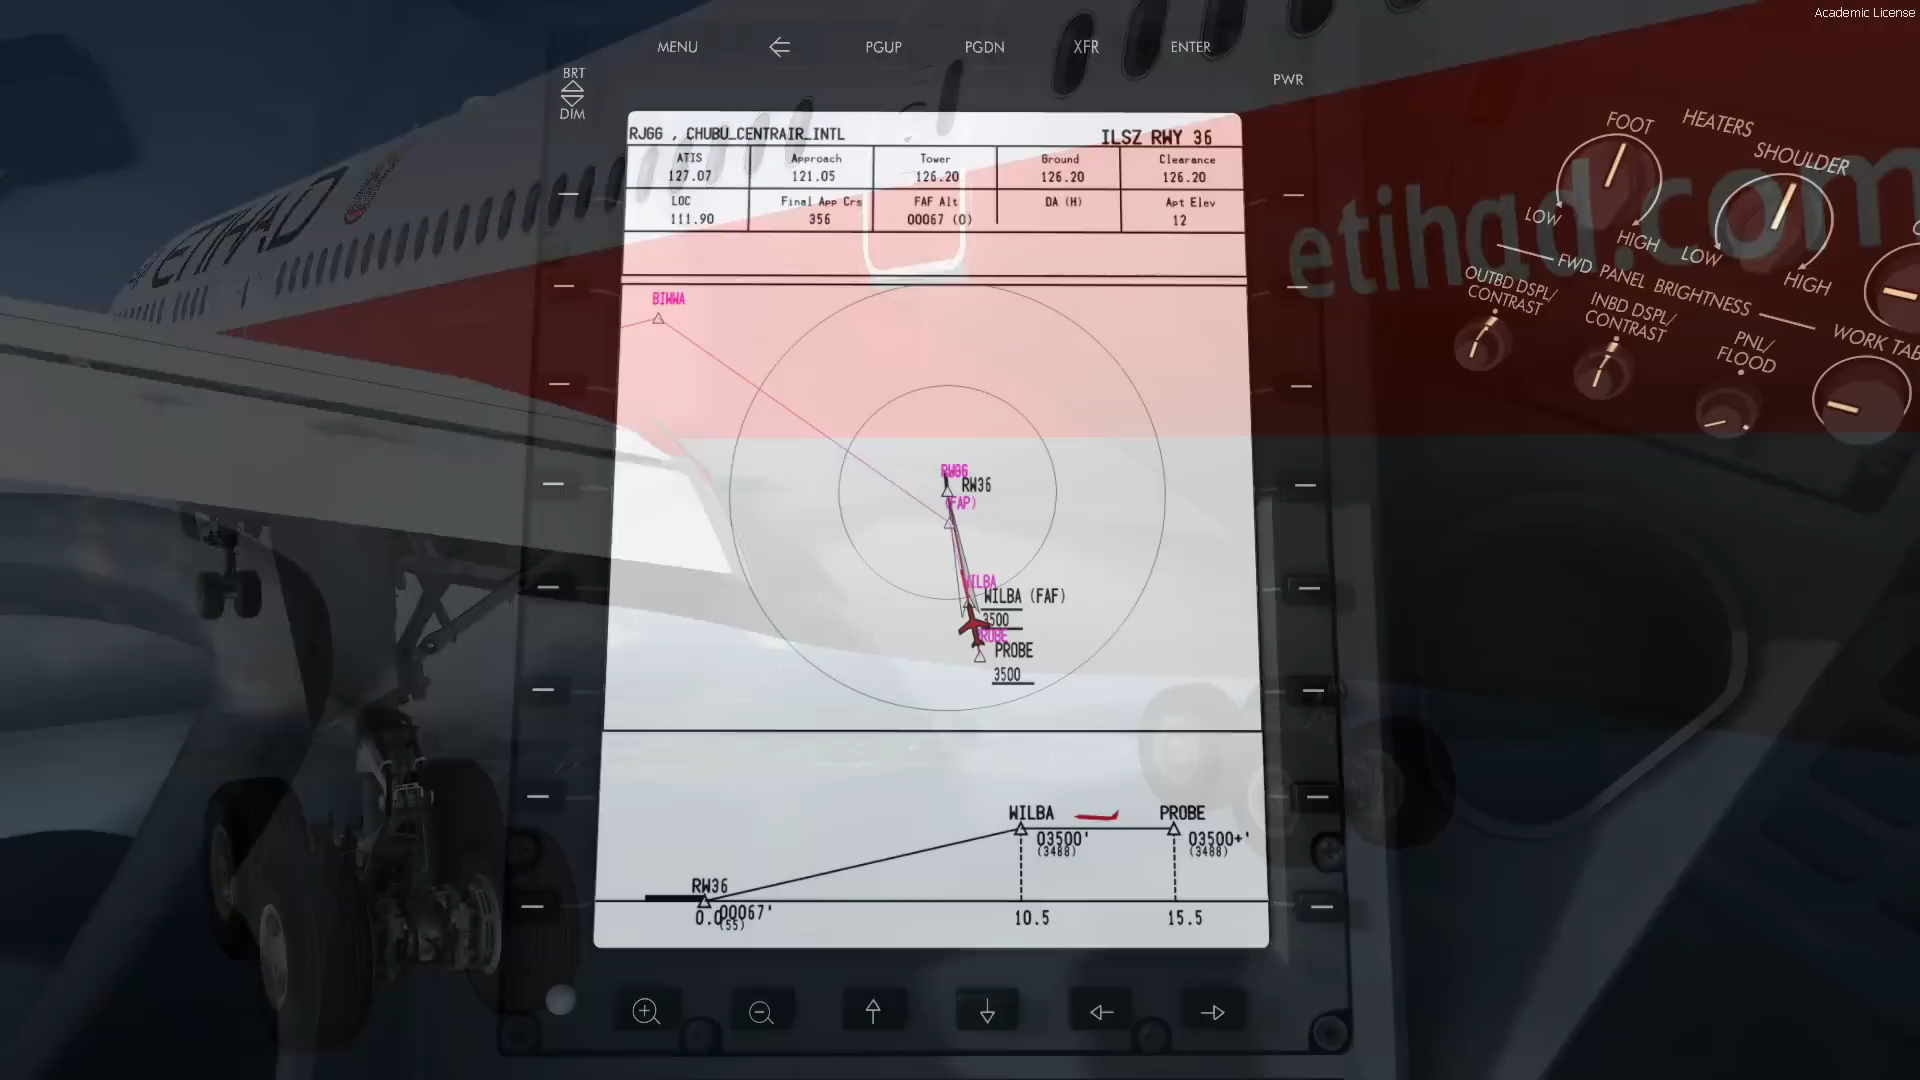 Academic License
MENU
PGUP
PGDN
XFR
ENTER
BRT
DIM
PWR
RJGG , CHUBU_CENTRAIR_INTL
ILSZ RWY 36
ATIS
127.07
Approach
121.05
Tower
126.20
Ground
126.20
Clearance
126.20
LOC
111.90
Final App Crs
356
FAF Alt
00067 (0)
DA (H)
Apt Elev
12
BIWWA
RW36
(FAP)
WILBA (FAF)
3500
PROBE
3500
WILBA
03500'
(3488)
PROBE
03500+'
(3488)
RW36
00067'
(55)
10.5
15.5
ETIHAD
etihad.com
HEATERS
FOOT
SHOULDER
LOW
HIGH
LOW
HIGH
FWD PANEL BRIGHTNESS
OUTBD DSPL/
CONTRAST
INBD DSPL/
CONTRAST
PNL/
FLOOD